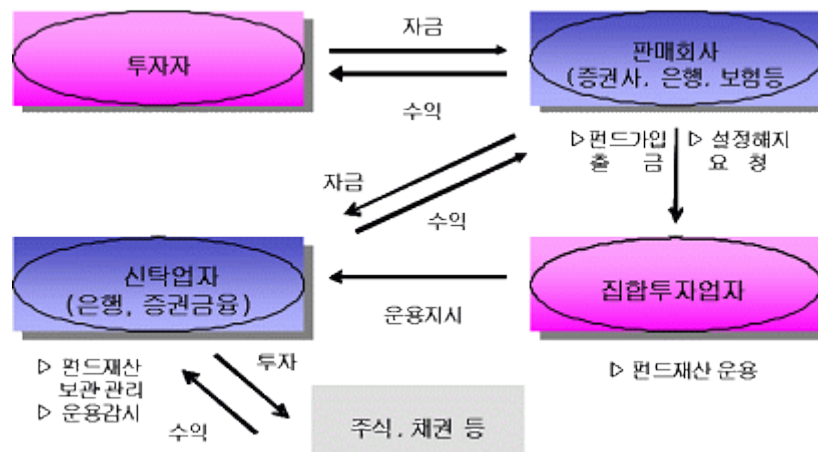 자금
투자자
판매회사
(증권사, 은행, 보험등
수익
▷펀드가입 ▷ 설정해지
출 금 요 청
자금
수익
신탁업자
(은행, 증권금융)
집합투자업자
운용지시
▷ 펀드재산
보관·관리
▷ 운용감시
투자
▷ 펀드재산 운용
수익
주식, 채권 등